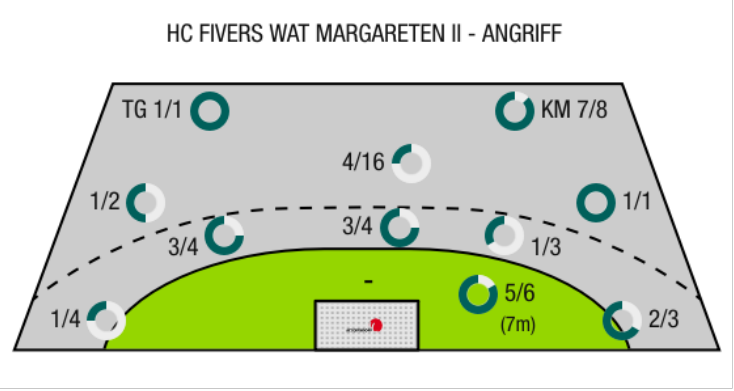 HC FIVERS WAT MARGARETEN II - ANGRIFF
TG 1/1
KM 7/8
4/16
1/2
1/1
3/4
3/4
1/3
-
5/6
(7m)
1/4
2/3